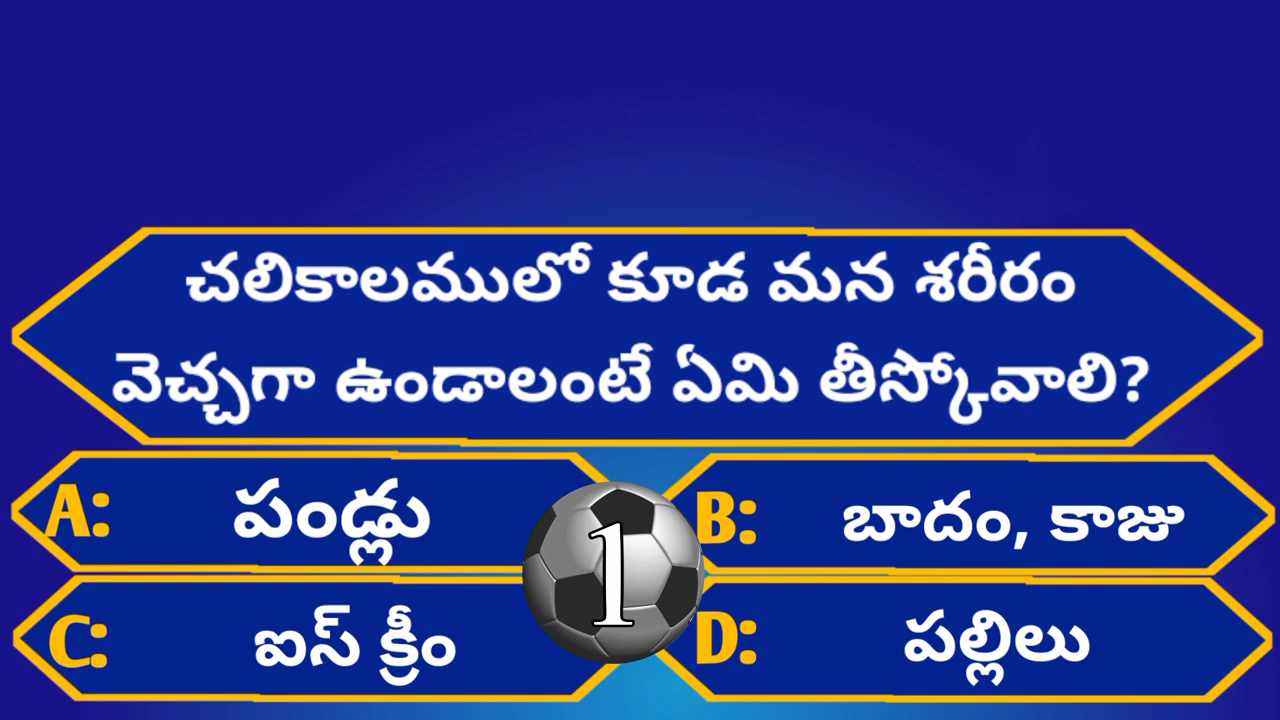 చలికాలములో కూడ మన శరీరం
వెచ్చగా ఉండాలంటే ఏమి తీస్కోవాలి?
A: పండ్లు
B: బాదం, కాజు
1
C: ఐస్ క్రీం
D: పల్లిలు